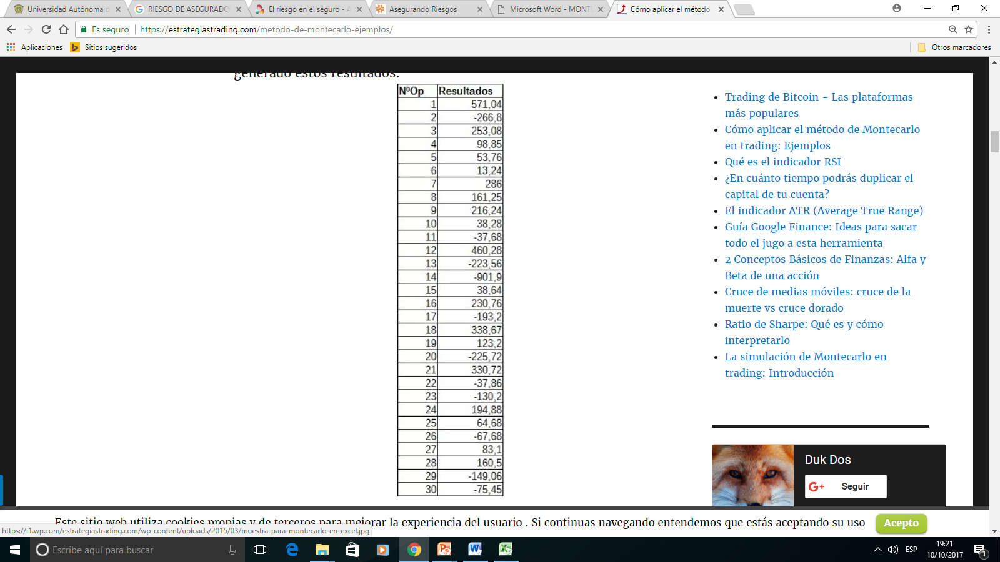 Universidad Autónoma d
RIESGO DE ASEGURADO
El riesgo en el seguro - A
Asegurando Riesgos
Microsoft Word - MONT
Cómo aplicar el método
Es seguro
https://estrategiastrading.com/metodo-de-montecarlo-ejemplos/
Aplicaciones
Sitios sugeridos
Otros marcadores
generado estos resultados.
NºOp Resultados
1 571,04
2 -266,8
3 253,08
4 98,85
5 53,76
6 13,24
7 286
8 161,25
9 216,24
10 38,28
11 -37,68
12 460,28
13 -223,56
14 -901,9
15 38,64
16 230,76
17 -193,2
18 338,67
19 123,2
20 -225,72
21 330,72
22 -37,86
23 -130,2
24 194,88
25 64,68
26 -67,68
27 83,1
28 160,5
29 -149,06
30 -75,45
Trading de Bitcoin - Las plataformas
más populares
Cómo aplicar el método de Montecarlo
en trading: Ejemplos
Qué es el indicador RSI
¿En cuánto tiempo podrás duplicar el
capital de tu cuenta?
El indicador ATR (Average True Range)
Guía Google Finance: Ideas para sacar
todo el jugo a esta herramienta
2 Conceptos Básicos de Finanzas: Alfa y
Beta de una acción
Cruce de medias móviles: cruce de la
muerte vs cruce dorado
Ratio de Sharpe: Qué es y cómo
interpretarlo
La simulación de Montecarlo en
trading: Introducción
Duk Dos
G+ Seguir
Este sitio web utiliza cookies propias y de terceros para mejorar la experiencia del usuario . Si continuas navegando entendemos que estás aceptando su uso
Acepto
https://i1.wp.com/estrategiastrading.com/wp-content/uploads/2015/03/muestra-para-montecarlo-en-excel.jpg
Escribe aquí para buscar
ESP
19:21
10/10/2017
1